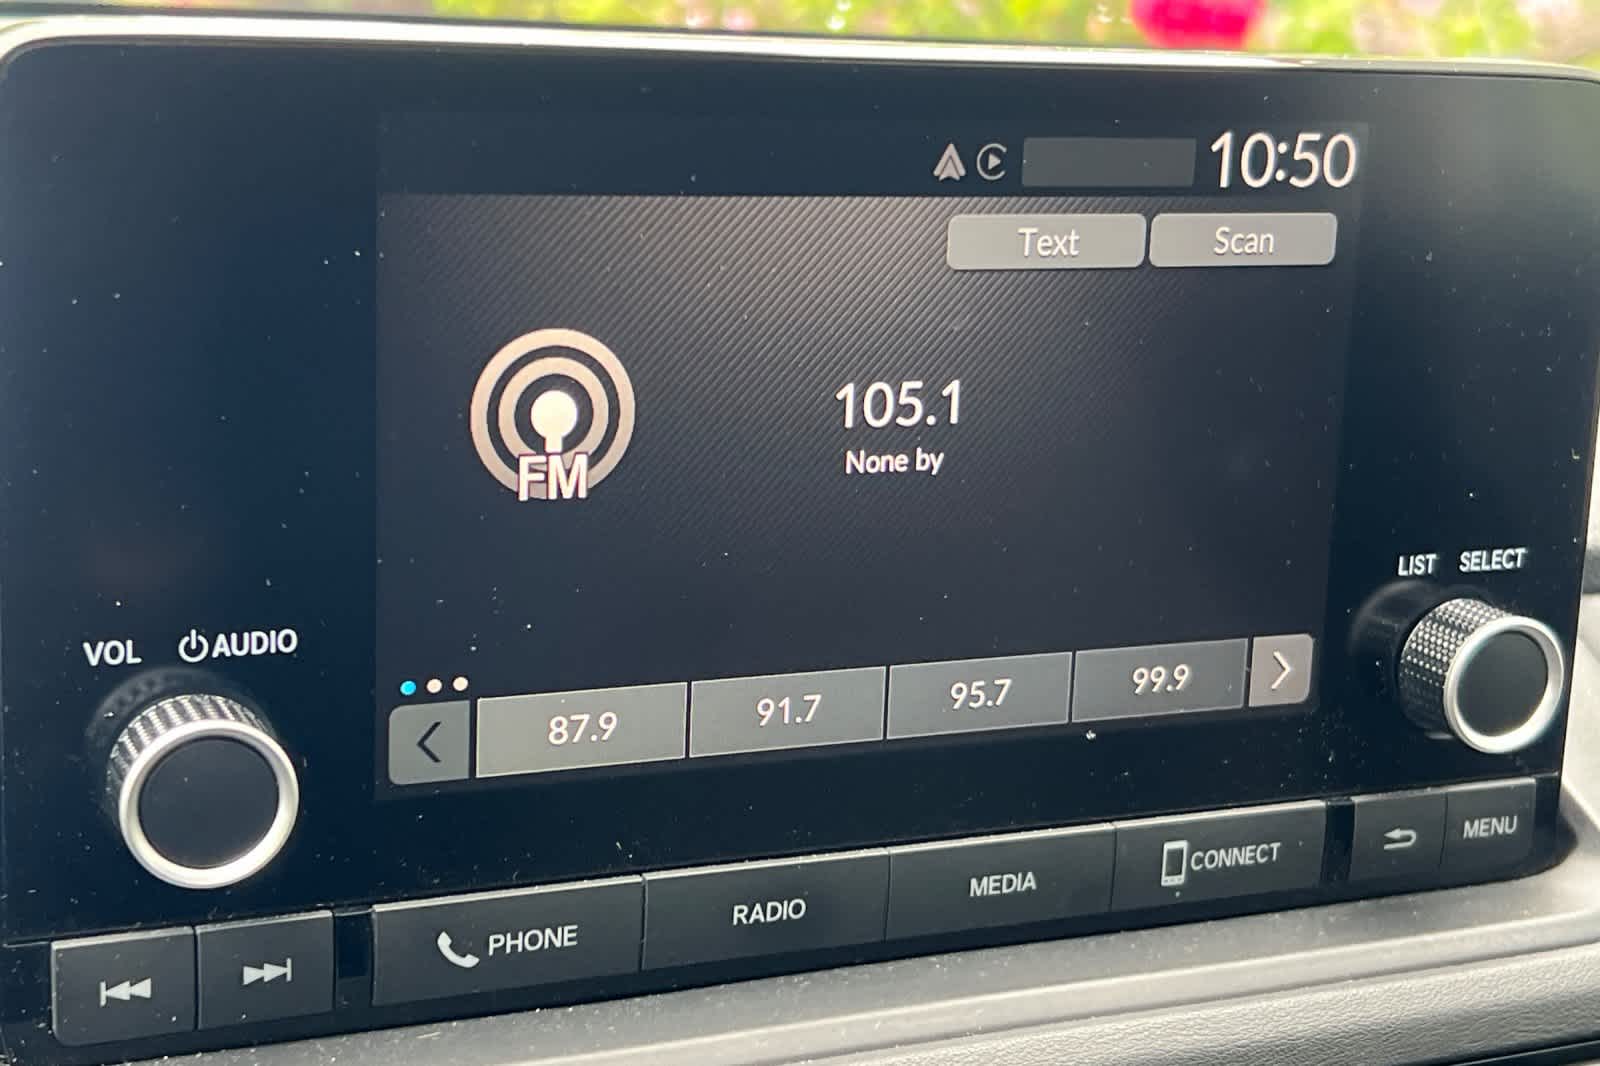 10:50
Text Scan
FM
105.1
None by
LIST SELECT
VOL AUDIO
87.9 91.7 95.7 99.9
PHONE RADIO MEDIA CONNECT MENU